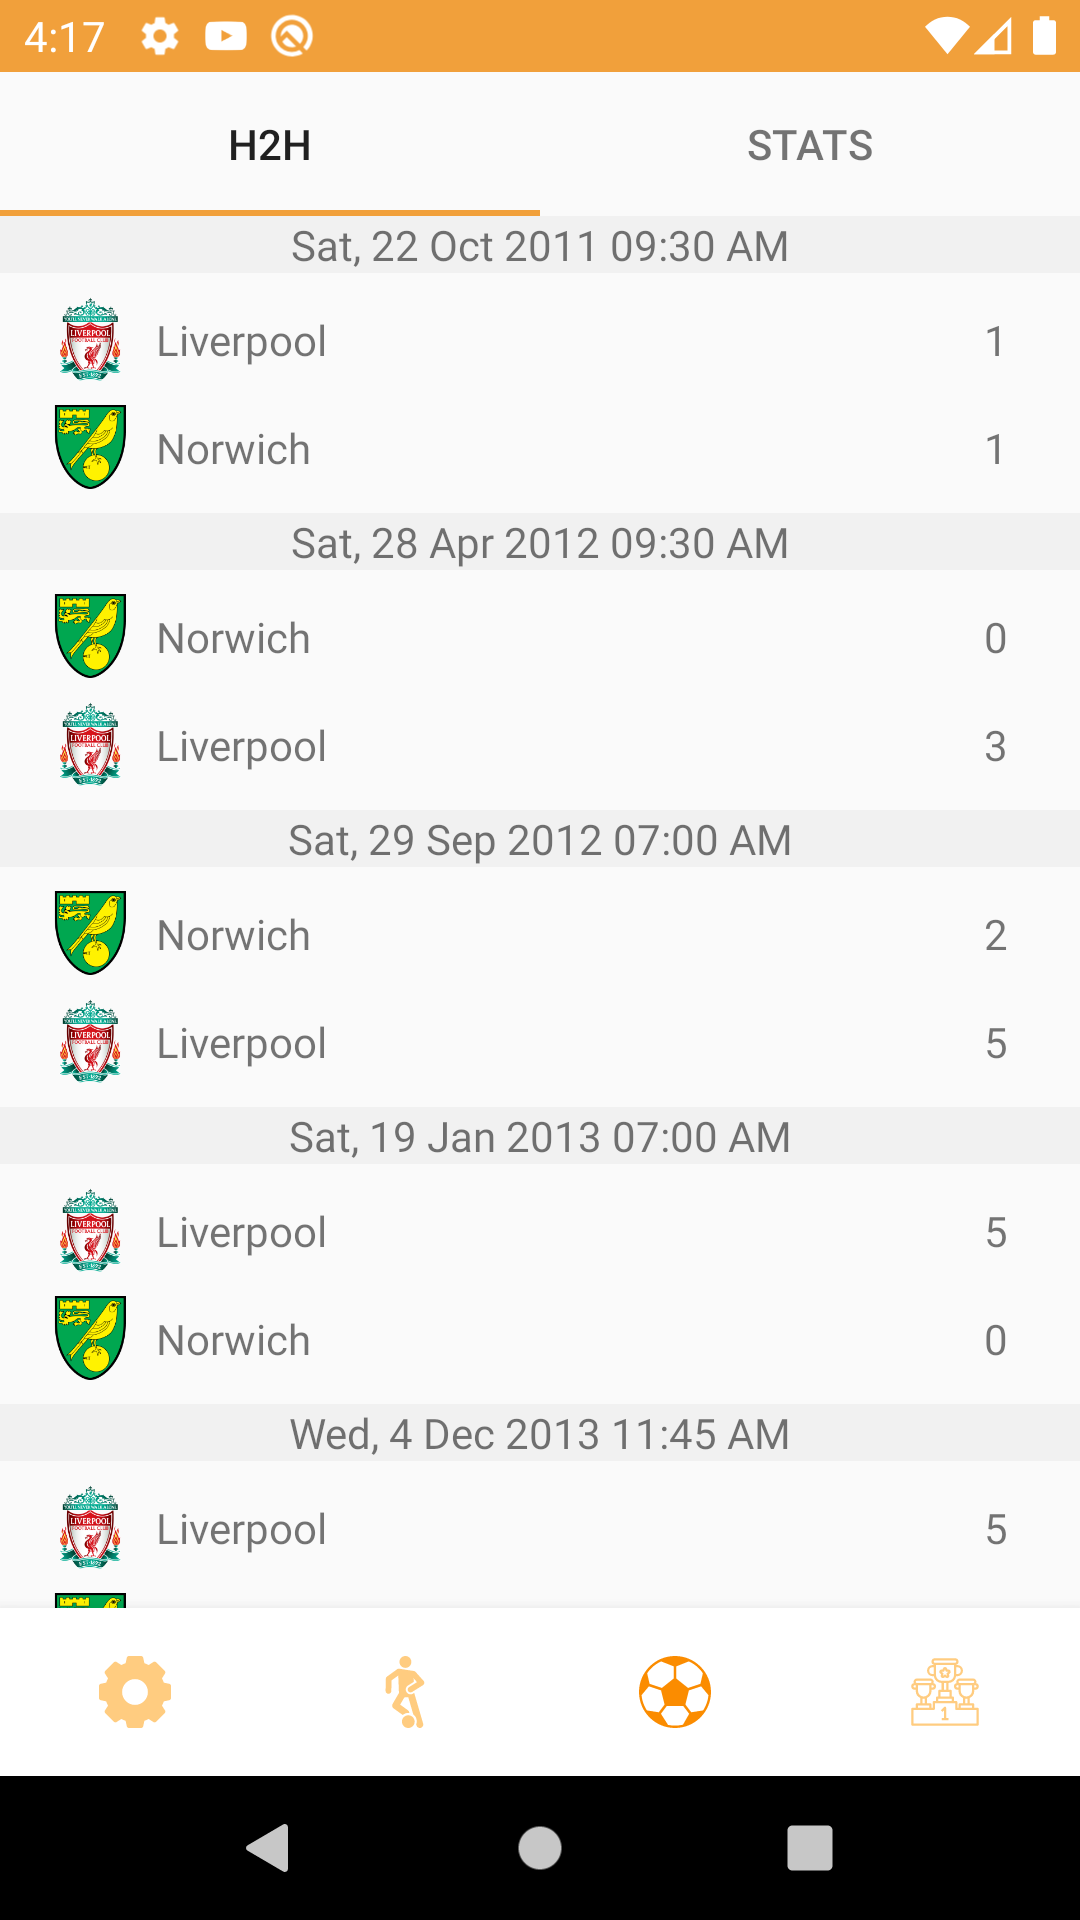 4:17
H2H STATS
Sat, 22 Oct 2011 09:30 AM
Liverpool 1
Norwich 1
Sat, 28 Apr 2012 09:30 AM
Norwich 0
Liverpool 3
Sat, 29 Sep 2012 07:00 AM
Norwich 2
Liverpool 5
Sat, 19 Jan 2013 07:00 AM
Liverpool 5
Norwich 0
Wed, 4 Dec 2013 11:45 AM
Liverpool 5
1